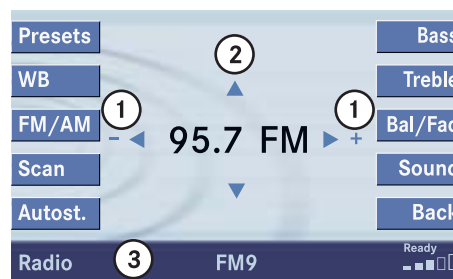 Presets
Bass
WB
2
Treble
FM/AM
1
1
- 95.7 FM +
Bal/Fad
Scan
Sound
Autost.
Back
Radio
3
FM9
Ready